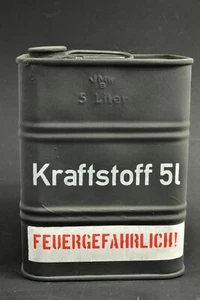 5 Liter
Kraftstoff 5l
FEUERGEFÄHRLICH!